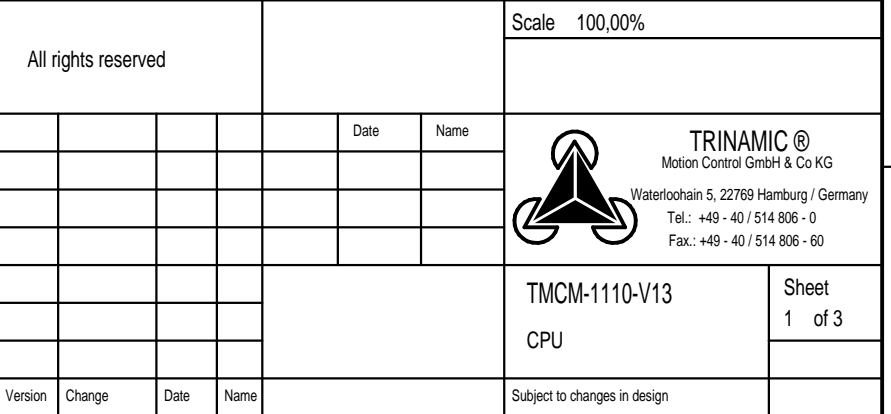 Scale 100,00%
All rights reserved
Date Name
TRINAMIC ®
Motion Control GmbH & Co KG
Waterloohain 5, 22769 Hamburg / Germany
Tel.: +49 - 40 / 514 806 - 0
Fax.: +49 - 40 / 514 806 - 60
TMCM-1110-V13
CPU
Sheet
1 of 3
Version Change Date Name
Subject to changes in design